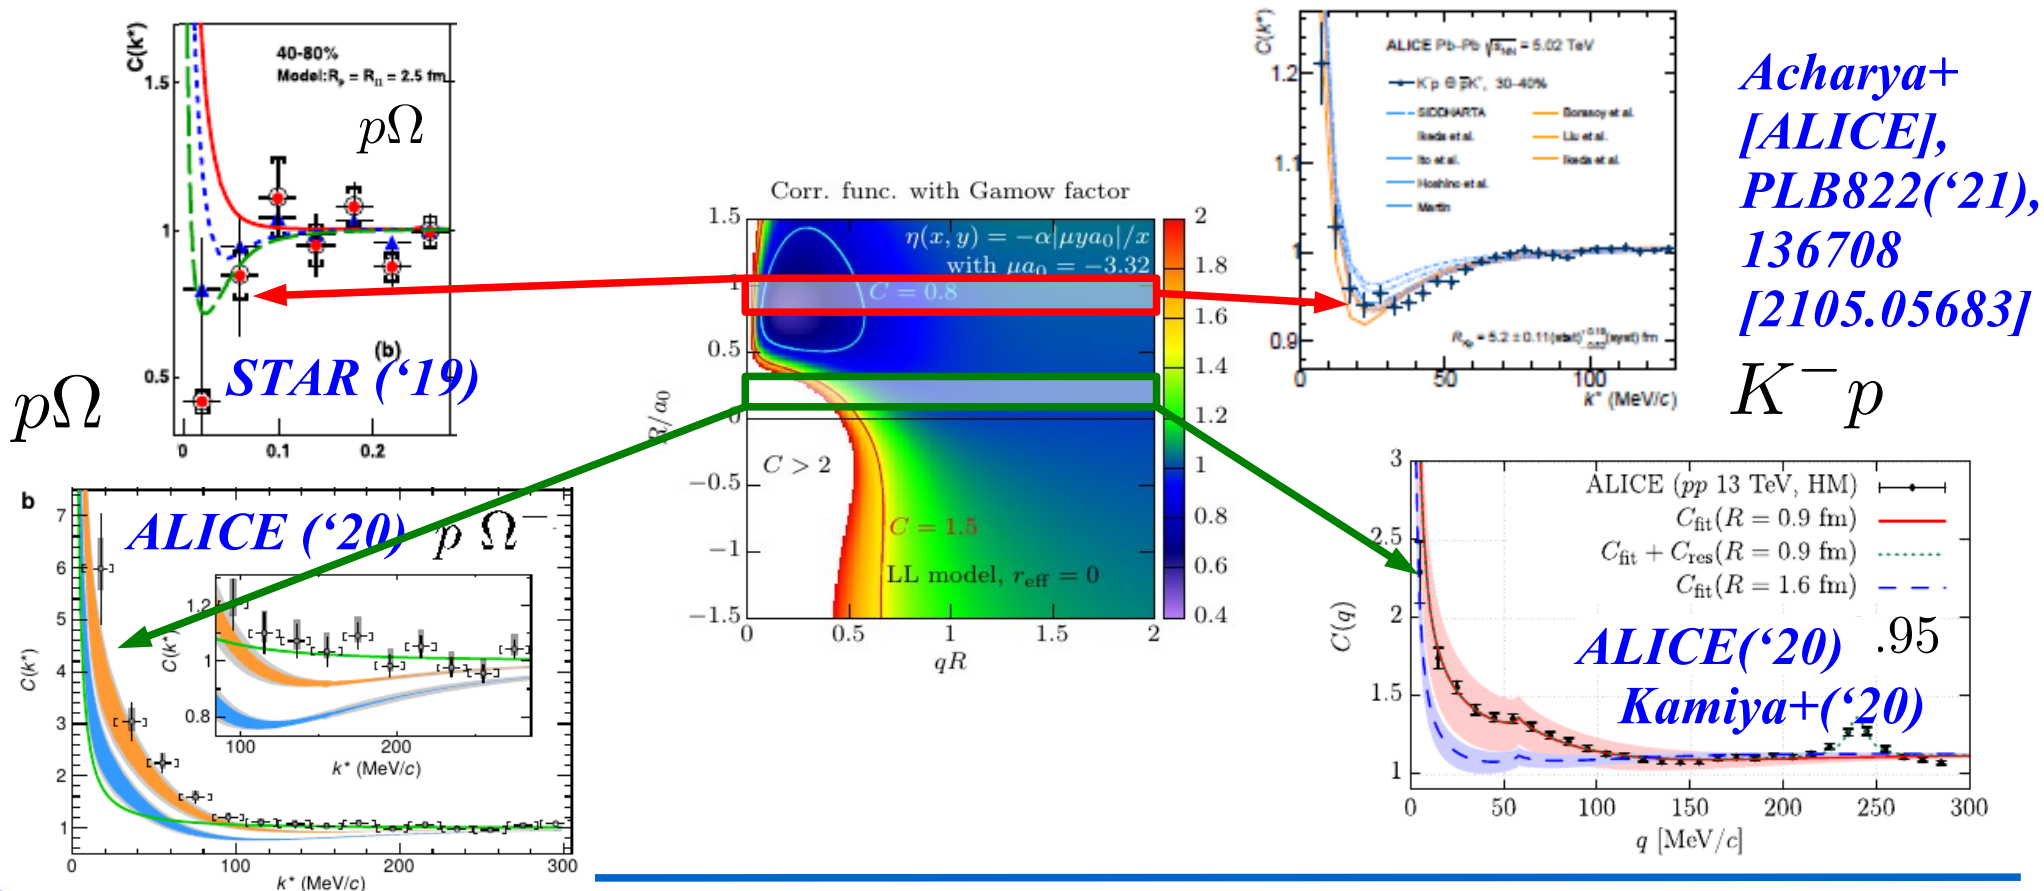 C(k*)
40-80%
Model: Rₚ = R_Ω = 2.5 fm
pΩ
1.5
1
0.5
(b)
STAR (‘19)
0
0.1
0.2
pΩ
Corr. func. with Gamow factor
η(x, y) = −α|μya₀|/x
with μa₀ = −3.32
C = 0.8
C > 2
C = 1.5
LL model, r_eff = 0
R/a₀
1.5
1
0.5
0
−0.5
−1
−1.5
0
0.5
1
1.5
2
qR
2
1.8
1.6
1.4
1.2
1
0.8
0.6
0.4
C(k*)
ALICE Pb–Pb √s_NN = 5.02 TeV
K⁻p ⊕ p̄K⁺, 30–40%
SIDDHARTA
Ikeda et al.
Ito et al.
Hoshino et al.
Martin
Borasoy et al.
Liu et al.
Ikeda et al.
1.2
1.1
1
0.9
0
50
100
k* (MeV/c)
Acharya+
[ALICE],
PLB822(‘21),
136708
[2105.05683]
K⁻p
b
ALICE (‘20)
p Ω⁻
C(k*)
7
6
5
4
3
2
1
0
100
200
300
k* (MeV/c)
C(k*)
1.2
1
0.8
100
200
k* (MeV/c)
ALICE (pp 13 TeV, HM)
C_fit(R = 0.9 fm)
C_fit + C_res(R = 0.9 fm)
C_fit(R = 1.6 fm)
.95
ALICE(‘20)
Kamiya+(‘20)
C(q)
3
2.5
2
1.5
1
0
50
100
150
200
250
300
q [MeV/c]